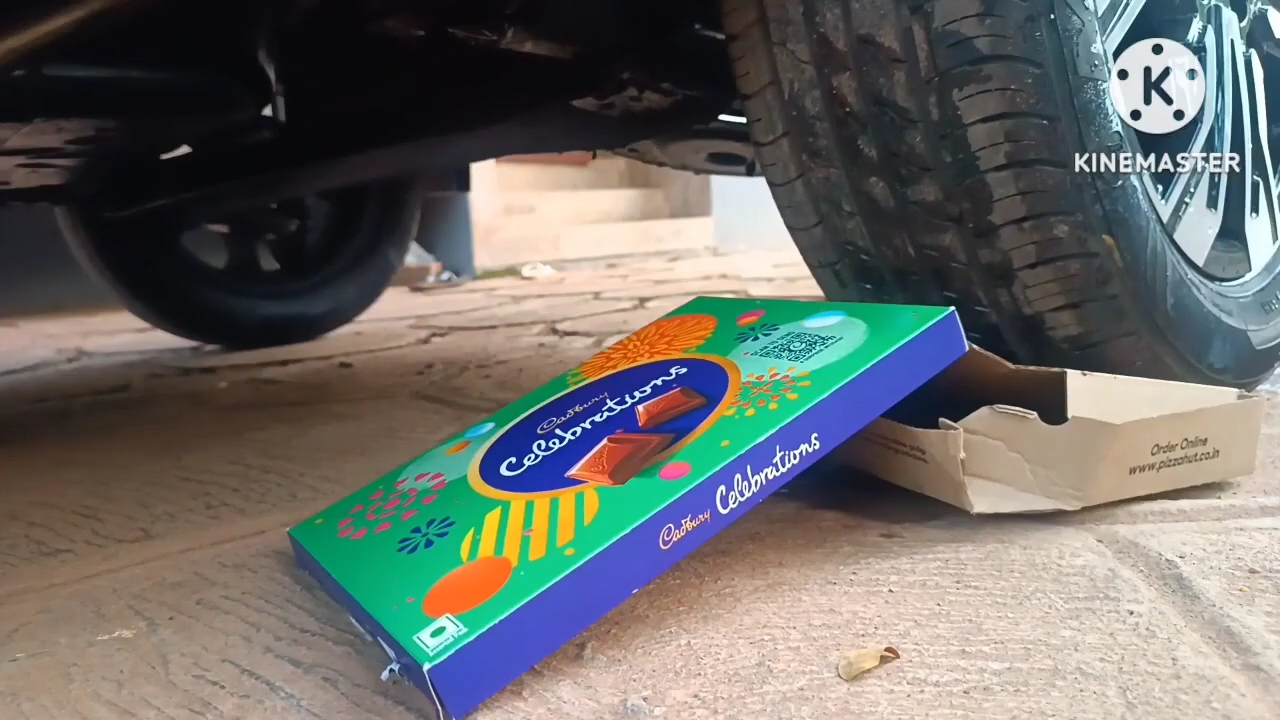 K
KINEMASTER
Cadbury
Celebrations
Cadbury Celebrations
Order Online
www.pizzahut.co.in